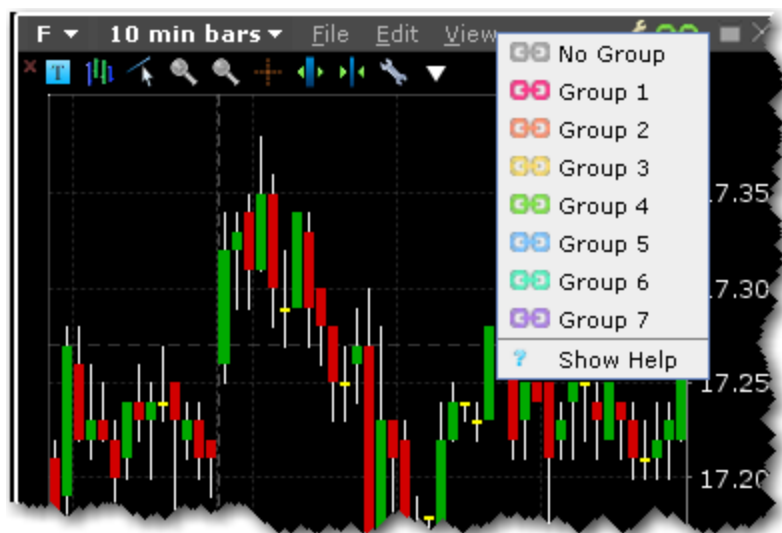 F 10 min bars File Edit View
T
No Group
Group 1
Group 2
Group 3
Group 4
Group 5
Group 6
Group 7
? Show Help
17.35
17.30
17.25
17.20